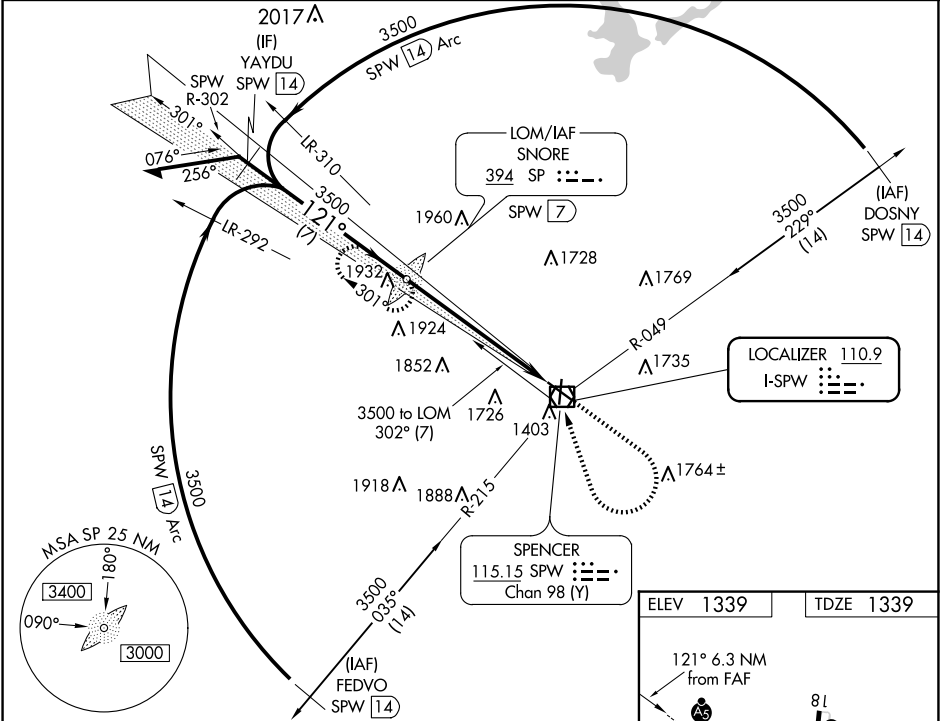 2017
3500
SPW 14 Arc
(IF)
YAYDU
SPW 14
SPW
R-302
301°
LR-310
LOM/IAF
SNORE
394 SP
SPW 7
076°
256°
3500
121°
(7)
1960
LR-292
(IAF)
DOSNY
SPW 14
3500
229°
(14)
1728
1769
1932
301°
1924
R-049
1852
1735
LOCALIZER 110.9
I-SPW
3500 to LOM
302° (7)
1726
1403
SPW 14 Arc
3500
1918
1888
R-215
1764±
SPENCER
115.15 SPW
Chan 98 (Y)
MSA SP 25 NM
180°
3400
090°
3000
3500
035°
(14)
(IAF)
FEDVO
SPW 14
ELEV 1339
TDZE 1339
121° 6.3 NM
from FAF
A5
18